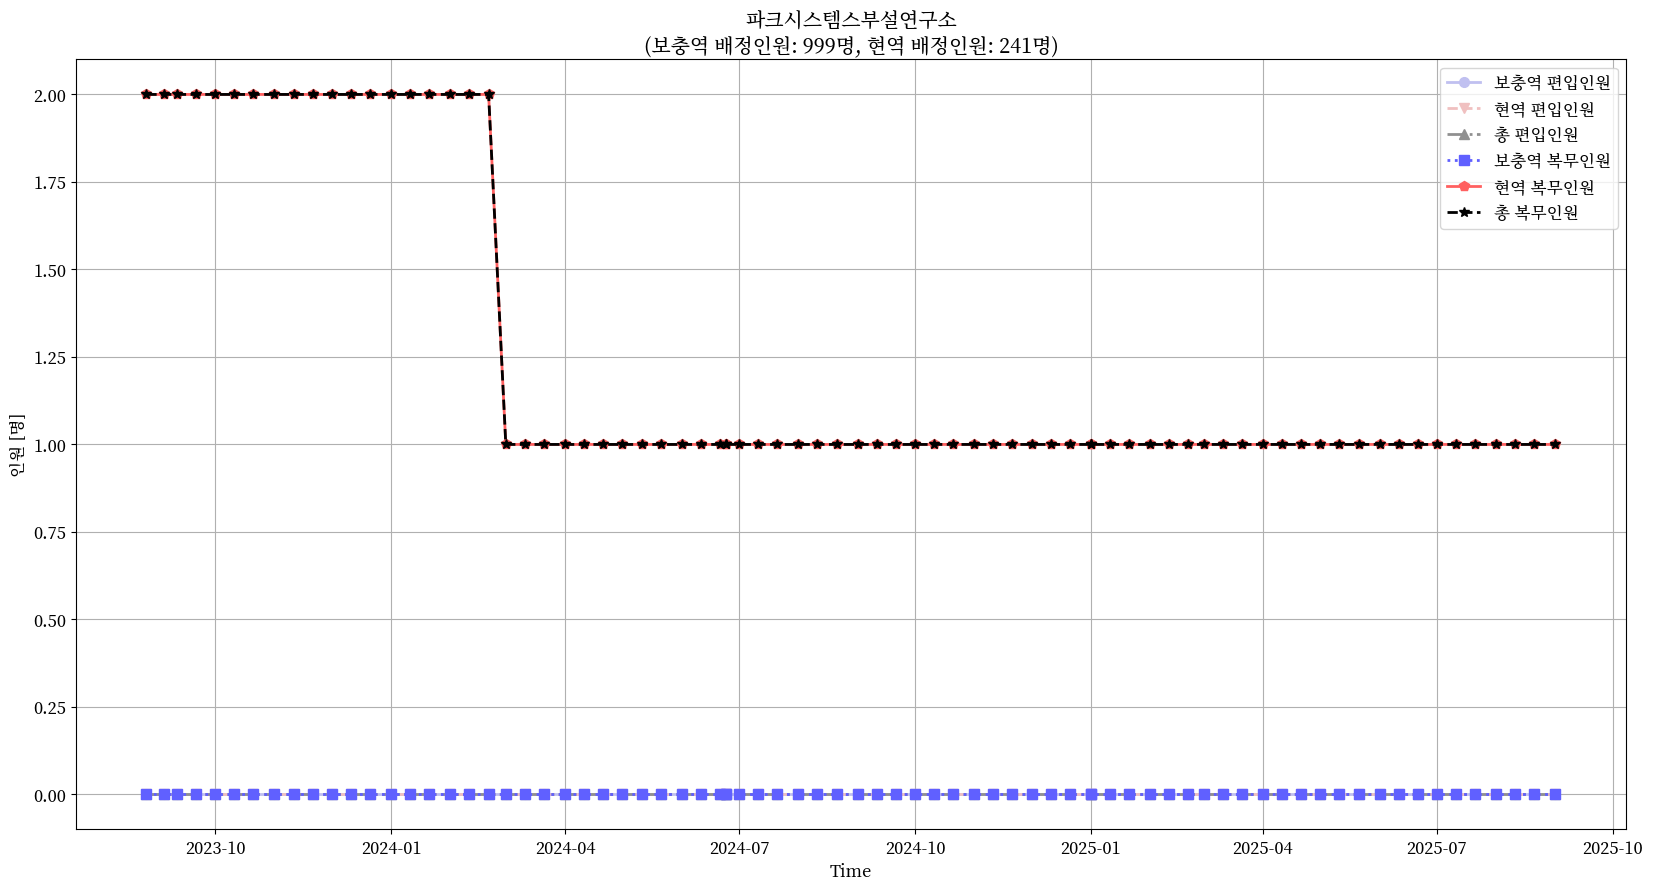 파크시스템스부설연구소
(보충역 배정인원: 999명, 현역 배정인원: 241명)
보충역 편입인원
현역 편입인원
총 편입인원
보충역 복무인원
현역 복무인원
총 복무인원
2.00
1.75
1.50
1.25
1.00
0.75
0.50
0.25
0.00
인원 [명]
2023-10
2024-01
2024-04
2024-07
2024-10
2025-01
2025-04
2025-07
2025-10
Time